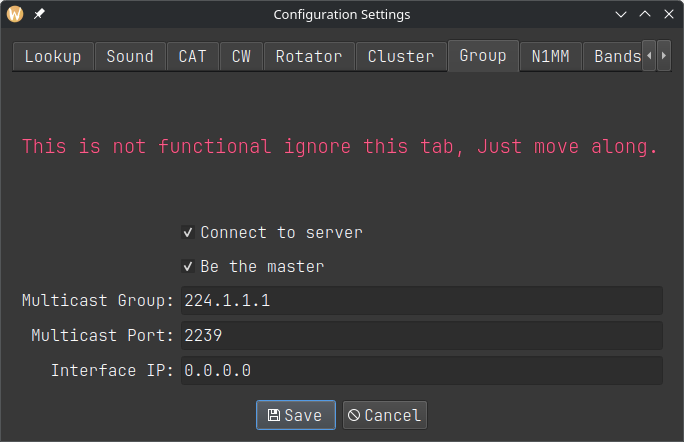 Configuration Settings
Lookup Sound CAT CW Rotator Cluster Group N1MM Bands
This is not functional ignore this tab, Just move along.
Connect to server
Be the master
Multicast Group: 224.1.1.1
Multicast Port: 2239
Interface IP: 0.0.0.0
Save Cancel